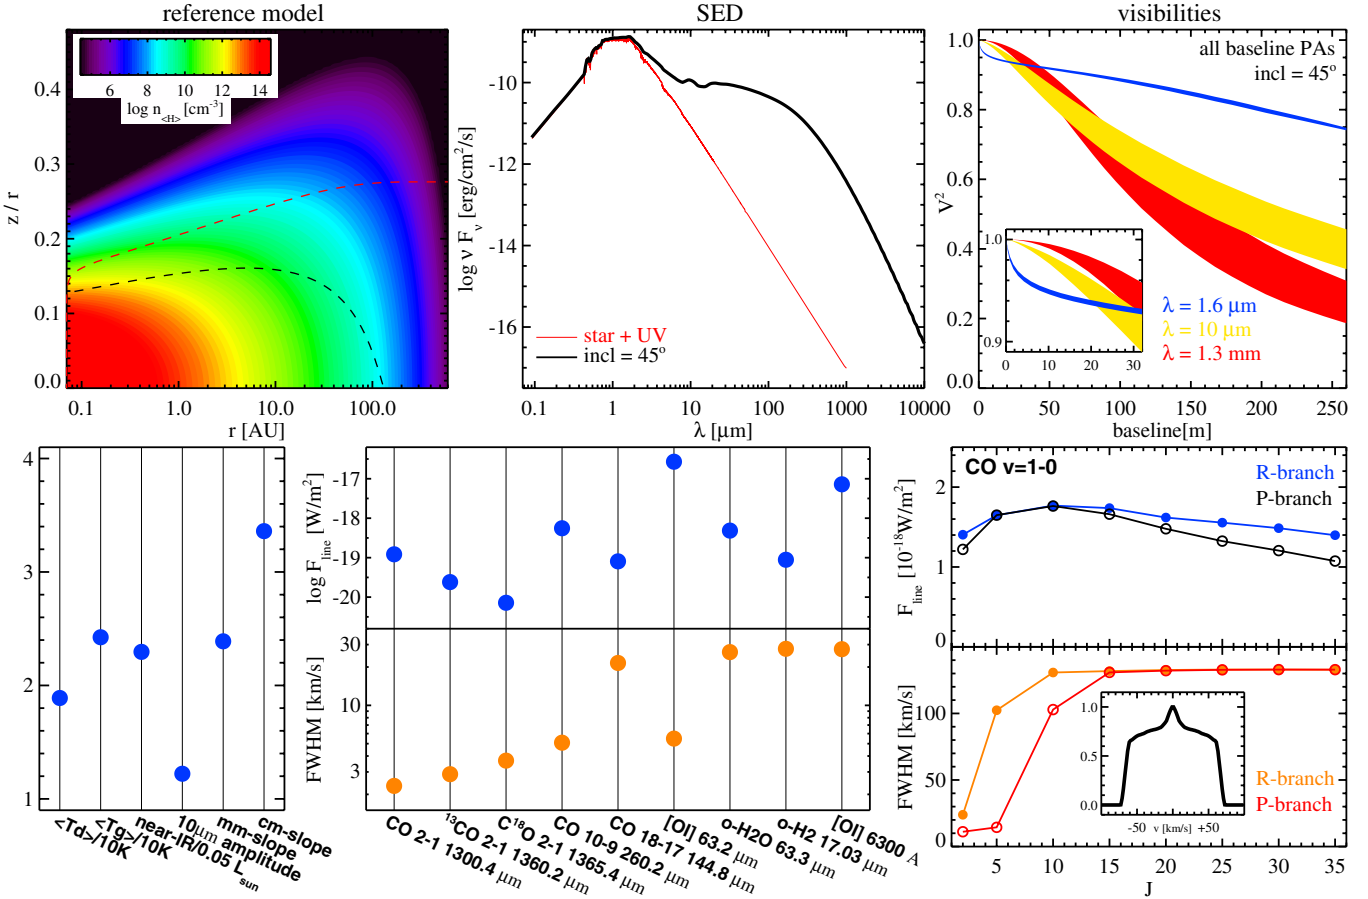 reference model
0.4
0.3
0.2
0.1
0.0
z / r
6 8 10 12 14
log n<H> [cm-3]
0.1 1.0 10.0 100.0
r [AU]
SED
-10
-12
-14
-16
log ν Fν [erg/cm2/s]
star + UV
incl = 45o
0.1 1 10 100 1000 10000
λ [μm]
visibilities
1.0
0.8
0.6
0.4
0.2
0.0
V2
all baseline PAs
incl = 45o
1.0
0.9
0 10 20 30
λ = 1.6 μm
λ = 10 μm
λ = 1.3 mm
0 50 100 150 200 250
baseline[m]
4
3
2
1
<Td>/10K
<Tg>/10K
near-IR/0.05 Lsun
10μm amplitude
mm-slope
cm-slope
log Fline [W/m2]
-17
-18
-19
-20
FWHM [km/s]
30
10
3
CO 2-1 1300.4 μm
13CO 2-1 1360.2 μm
C18O 2-1 1365.4 μm
CO 10-9 260.2 μm
CO 18-17 144.8 μm
[OI] 63.2 μm
o-H2O 63.3 μm
o-H2 17.03 μm
[OI] 6300 A
CO v=1-0
R-branch
P-branch
Fline [10-18W/m2]
2
1
0
FWHM [km/s]
100
50
0
1.0
0.5
0.0
-50 v [km/s] +50
R-branch
P-branch
5 10 15 20 25 30 35
J